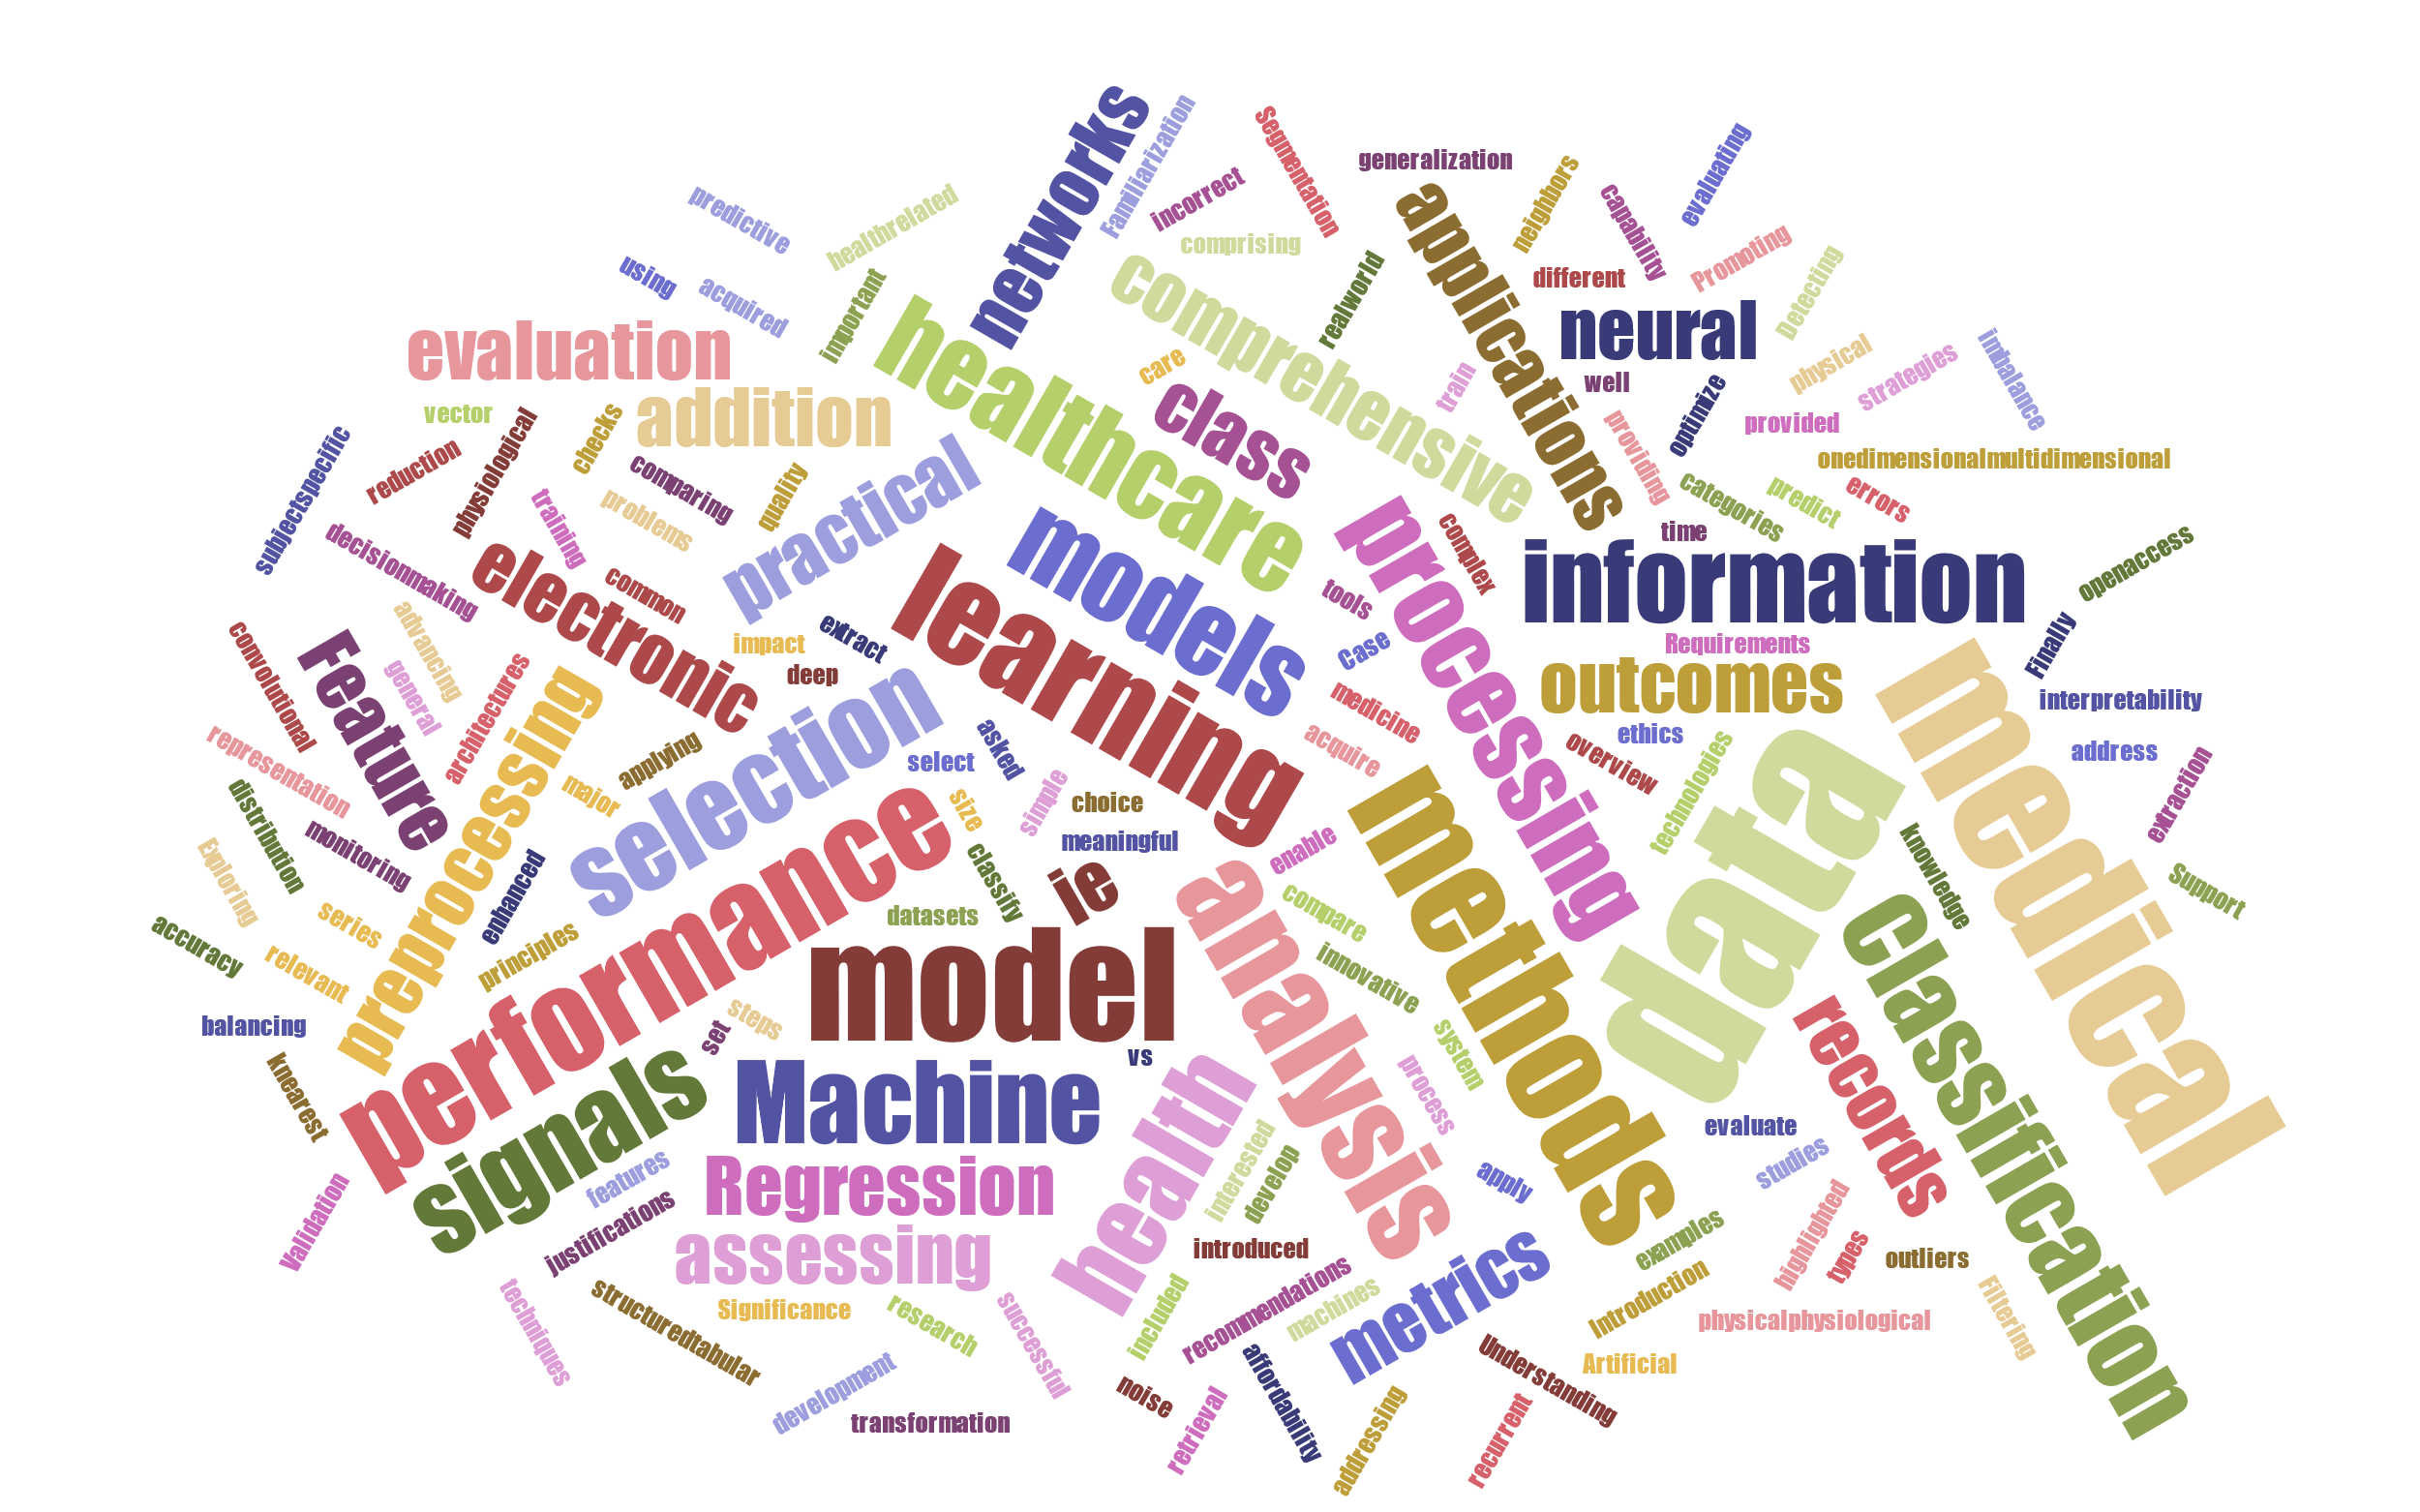 networks
Familiarization
Segmentation
generalization
incorrect
neighbors
evaluating
capability
predictive
healthrelated
comprising
applications
Promoting
using
acquired
important
realworld
different
Detecting
comprehensive
healthcare
neural
evaluation
care
physical
strategies
imbalance
well
train
class
optimize
vector
addition
checks
provided
providing
physiological
subjectspecific
reduction
comparing
quality
practical
onedimensionalmultidimensional
categories
predict
errors
training
problems
complex
time
decisionmaking
electronic
common
models
processing
information
openaccess
tools
advancing
impact
extract
learning
Case
Requirements
Finally
convolutional
Feature
general
deep
outcomes
medical
interpretability
architectures
selection
medicine
ethics
address
representation
preprocessing
applying
select
asked
acquire
overview
technologies
data
extraction
distribution
major
size
simple
choice
monitoring
meaningful
enable
methods
knowledge
Exploring
enhanced
performance
classify
ie
compare
Support
accuracy
series
relevant
principles
datasets
analysis
innovative
classification
balancing
steps
set
model
vs
system
records
knearest
signals
Machine
health
process
evaluate
studies
Validation
features
Regression
interested
develop
apply
justifications
assessing
introduced
metrics
examples
highlighted
types
outliers
techniques
structuredtabular
Significance
research
successful
included
recommendations
machines
Introduction
physicalphysiological
Filtering
development
transformation
noise
retrieval
affordability
addressing
Understanding
recurrent
Artificial